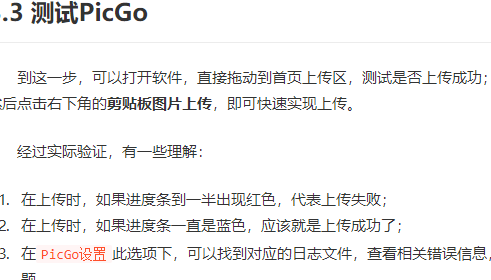 .3 测试PicGo
到这一步，可以打开软件，直接拖动到首页上传区，测试是否上传成功；
然后点击右下角的剪贴板图片上传，即可快速实现上传。
经过实际验证，有一些理解：
1. 在上传时，如果进度条到一半出现红色，代表上传失败；
2. 在上传时，如果进度条一直是蓝色，应该就是上传成功了；
3. 在 PicGo设置 此选项下，可以找到对应的日志文件，查看相关错误信息，
题